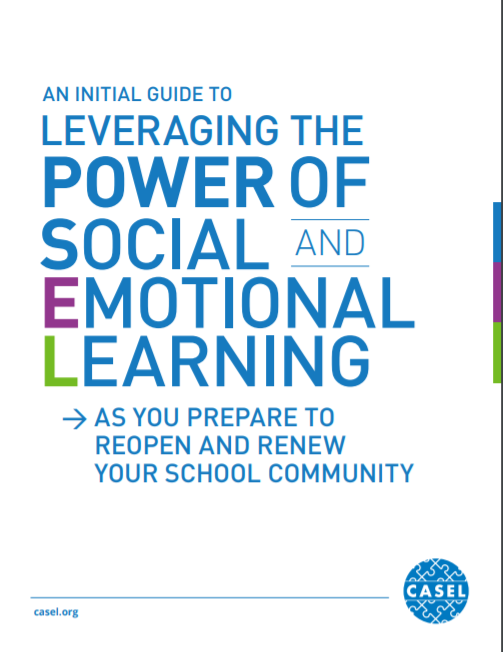 AN INITIAL GUIDE TO
LEVERAGING THE
POWER OF
SOCIAL AND
EMOTIONAL
LEARNING
→ AS YOU PREPARE TO
REOPEN AND RENEW
YOUR SCHOOL COMMUNITY
CASEL
casel.org